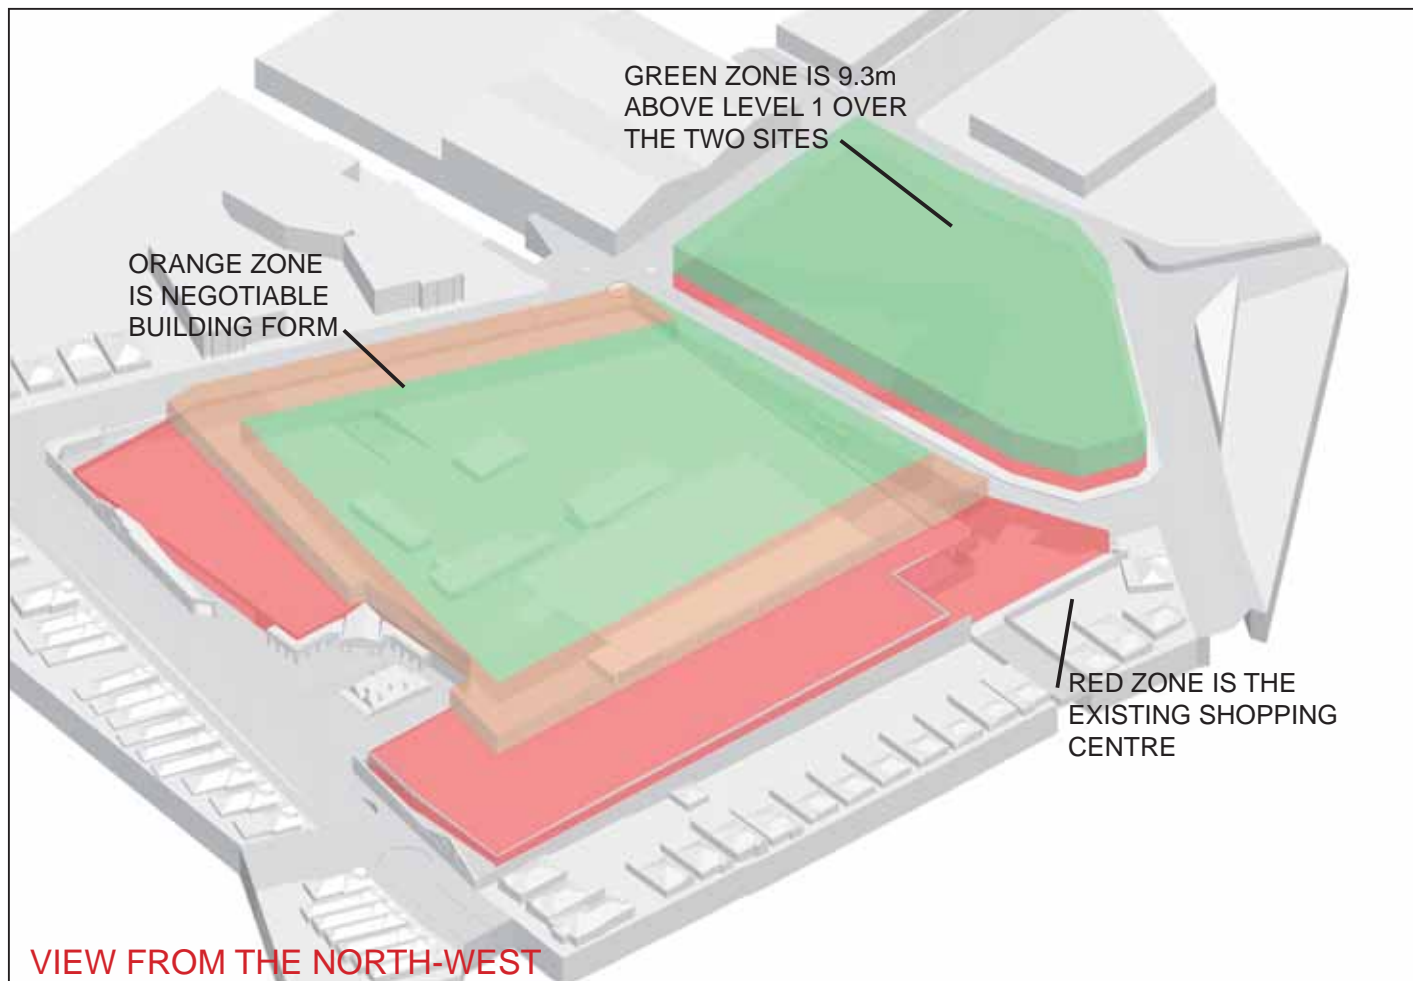 GREEN ZONE IS 9.3m
ABOVE LEVEL 1 OVER
THE TWO SITES
ORANGE ZONE
IS NEGOTIABLE
BUILDING FORM
RED ZONE IS THE
EXISTING SHOPPING
CENTRE
VIEW FROM THE NORTH-WEST